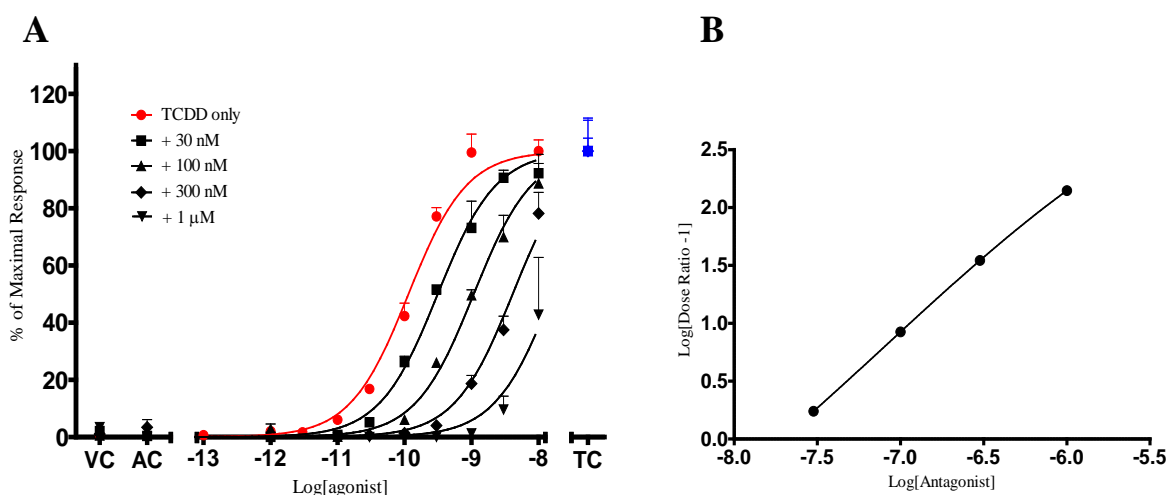 A
% of Maximal Response
120
100
80
60
40
20
0
TCDD only
+ 30 nM
+ 100 nM
+ 300 nM
+ 1 μM
VC AC -13 -12 -11 -10 -9 -8 TC
Log[agonist]
B
Log[Dose Ratio -1]
2.5
2.0
1.5
1.0
0.5
0.0
-8.0 -7.5 -7.0 -6.5 -6.0 -5.5
Log[Antagonist]